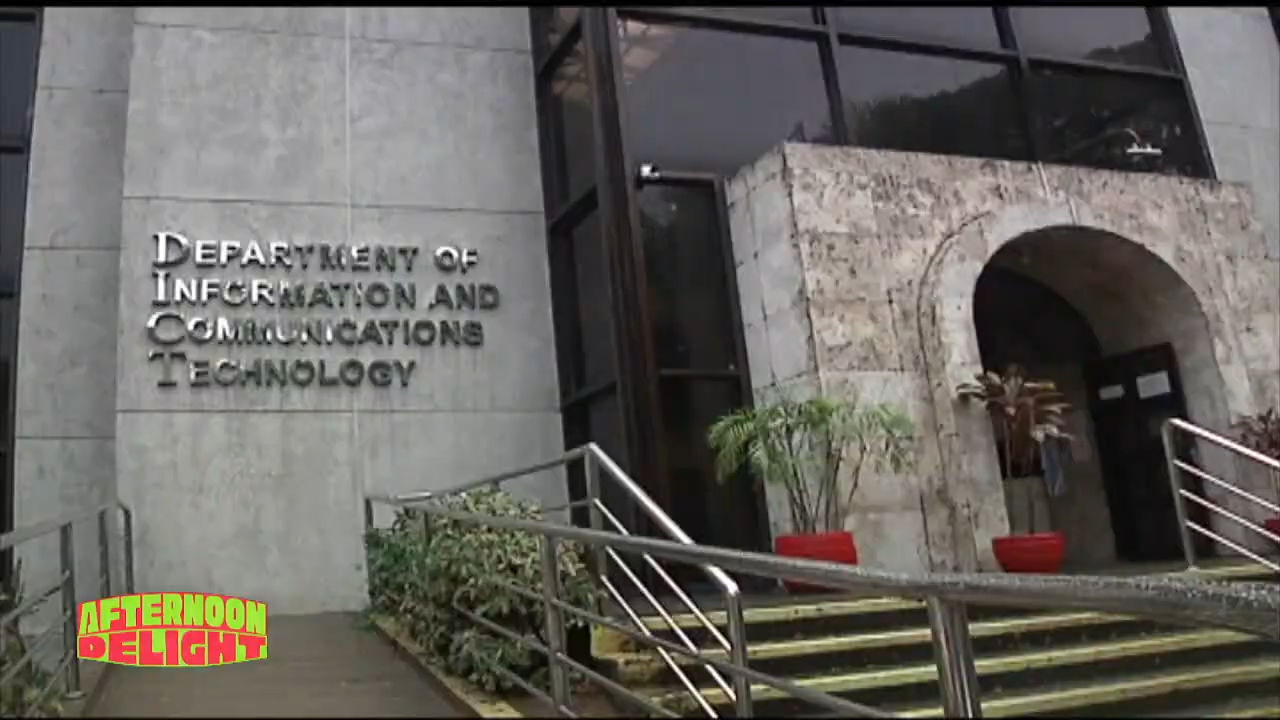 DEPARTMENT OF
INFORMATION AND
COMMUNICATIONS
TECHNOLOGY
AFTERNOON
DELIGHT